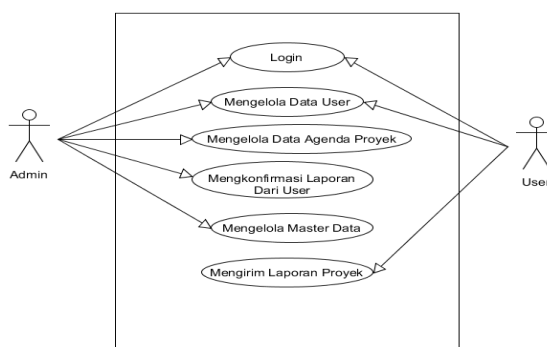 Login
Mengelola Data User
Mengelola Data Agenda Proyek
Mengkonfirmasi Laporan
Dari User
Mengelola Master Data
Mengirim Laporan Proyek
Admin
User